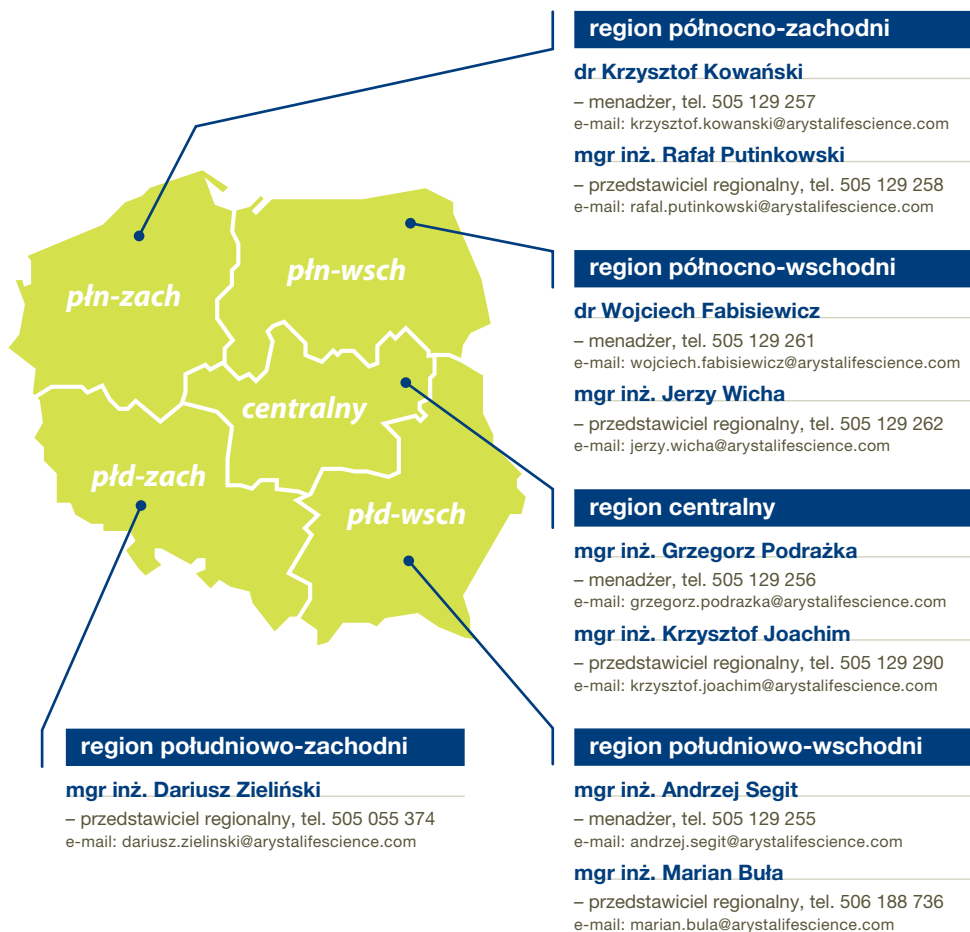 region północno-zachodni
dr Krzysztof Kowański
– menadżer, tel. 505 129 257
e-mail: krzysztof.kowanski@arystalifescience.com
mgr inż. Rafał Putinkowski
– przedstawiciel regionalny, tel. 505 129 258
e-mail: rafal.putinkowski@arystalifescience.com
region północno-wschodni
dr Wojciech Fabisiewicz
– menadżer, tel. 505 129 261
e-mail: wojciech.fabisiewicz@arystalifescience.com
mgr inż. Jerzy Wicha
– przedstawiciel regionalny, tel. 505 129 262
e-mail: jerzy.wicha@arystalifescience.com
region centralny
mgr inż. Grzegorz Podrażka
– menadżer, tel. 505 129 256
e-mail: grzegorz.podrazka@arystalifescience.com
mgr inż. Krzysztof Joachim
– przedstawiciel regionalny, tel. 505 129 290
e-mail: krzysztof.joachim@arystalifescience.com
region południowo-wschodni
mgr inż. Andrzej Segit
– menadżer, tel. 505 129 255
e-mail: andrzej.segit@arystalifescience.com
mgr inż. Marian Buła
– przedstawiciel regionalny, tel. 506 188 736
e-mail: marian.bula@arystalifescience.com
płn-zach
płn-wsch
centralny
płd-zach
płd-wsch
region południowo-zachodni
mgr inż. Dariusz Zieliński
– przedstawiciel regionalny, tel. 505 055 374
e-mail: dariusz.zielinski@arystalifescience.com